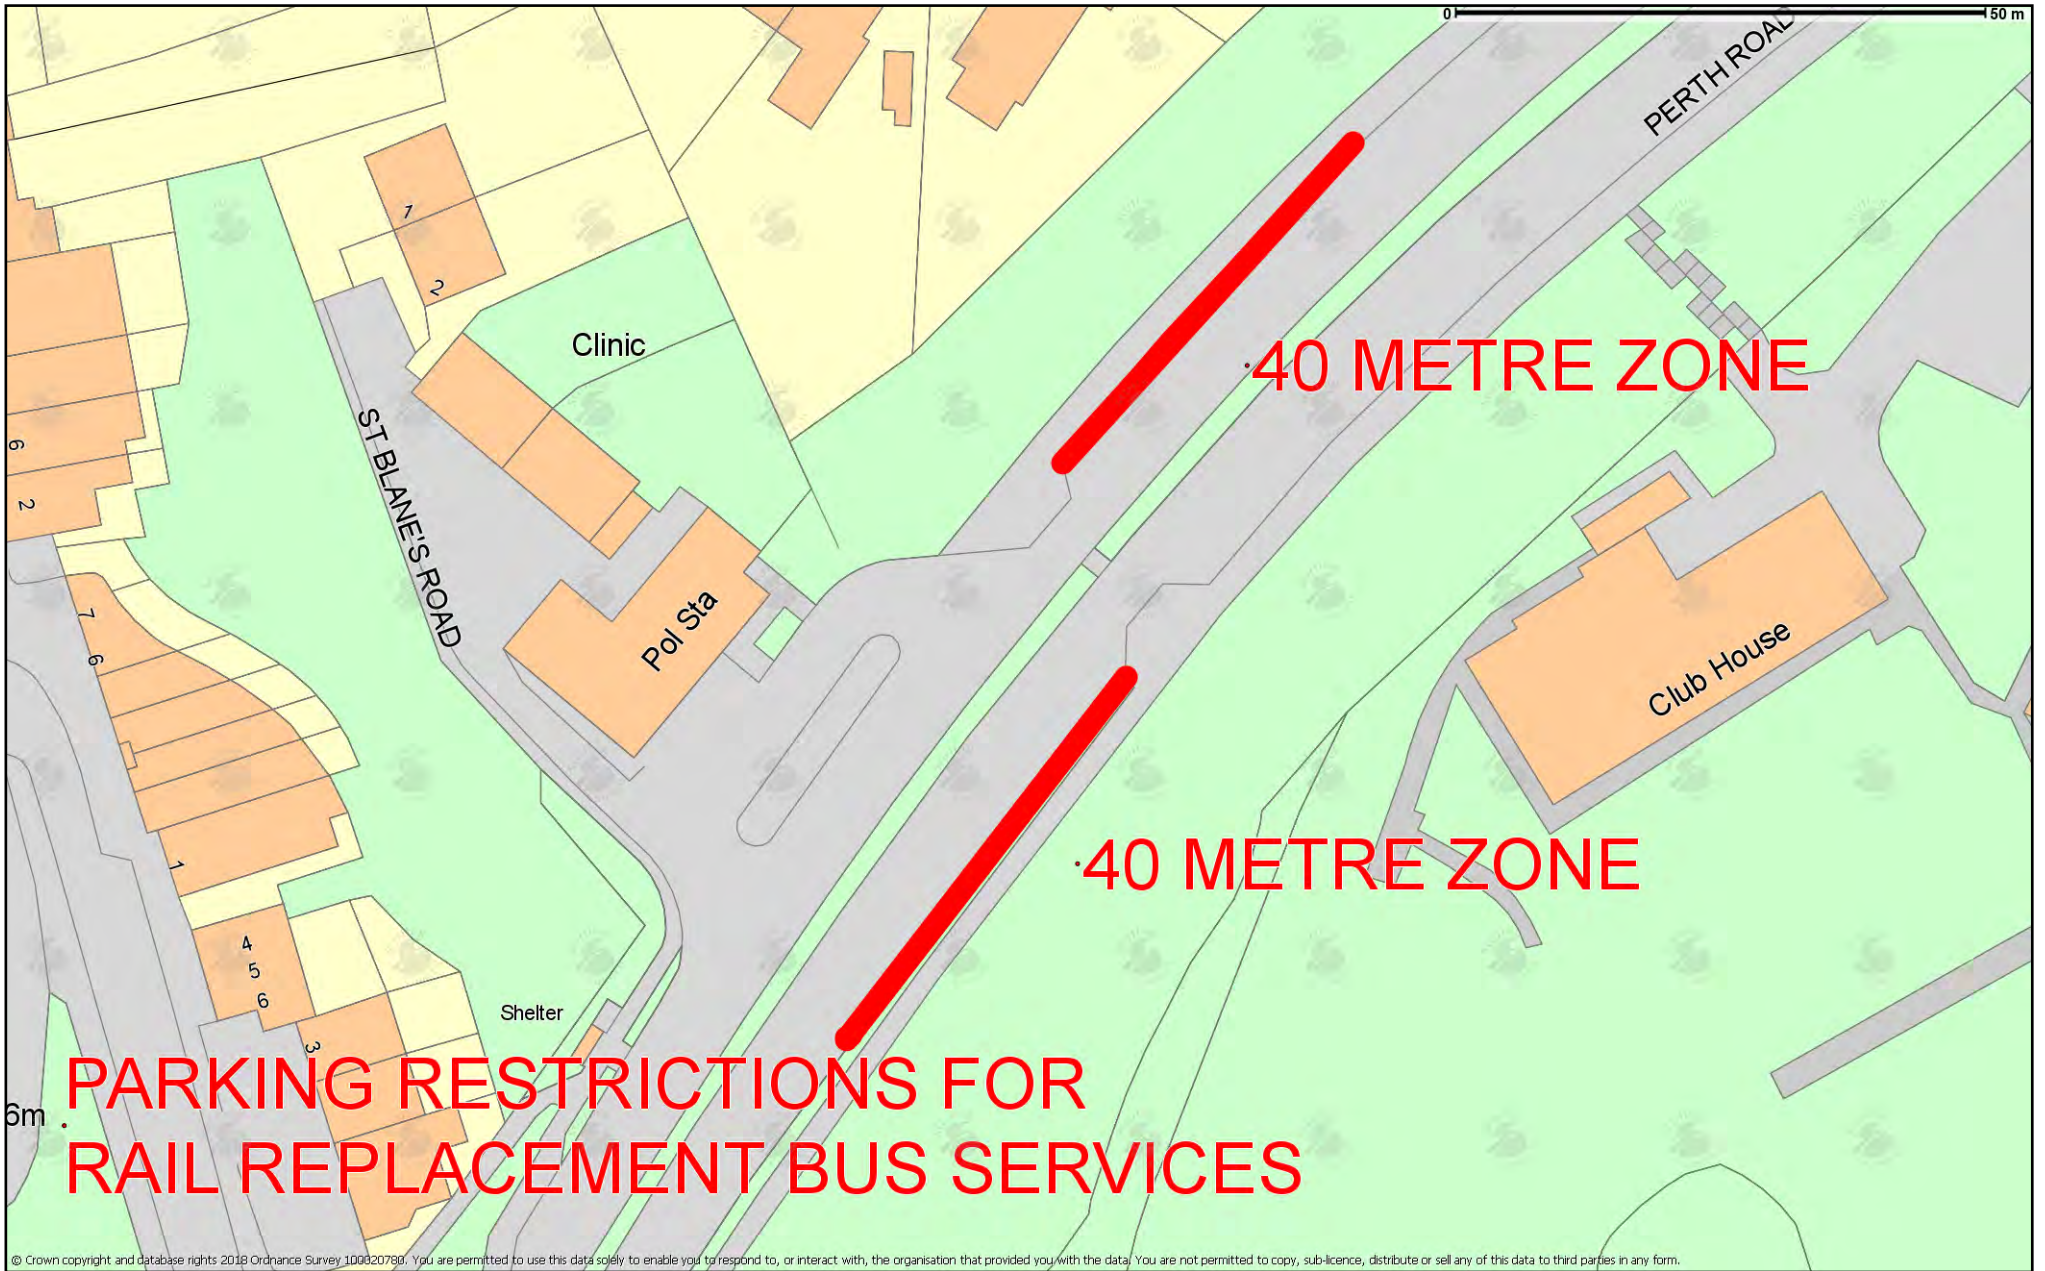 0
50 m
PERTH ROAD
1
2
Clinic
40 METRE ZONE
ST BLANE'S ROAD
6
2
7
6
Pol Sta
Club House
1
40 METRE ZONE
4
5
6
Shelter
3
PARKING RESTRICTIONS FOR
6m
RAIL REPLACEMENT BUS SERVICES
© Crown copyright and database rights 2018 Ordnance Survey 100020780. You are permitted to use this data solely to enable you to respond to, or interact with, the organisation that provided you with the data. You are not permitted to copy, sub-licence, distribute or sell any of this data to third parties in any form.